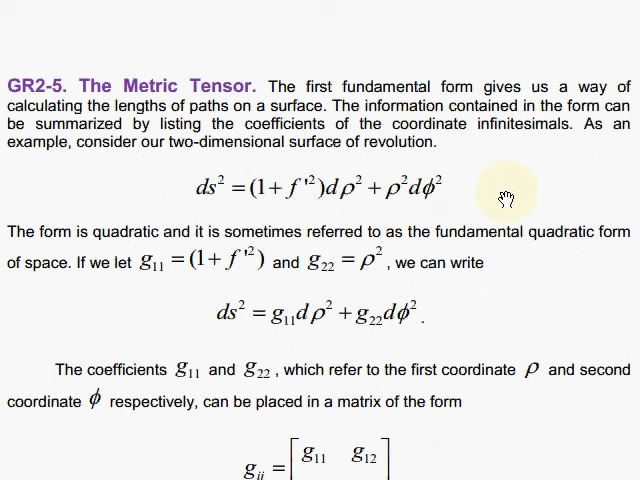 GR2-5. The Metric Tensor. The first fundamental form gives us a way of
calculating the lengths of paths on a surface. The information contained in the form can
be summarized by listing the coefficients of the coordinate infinitesimals. As an
example, consider our two-dimensional surface of revolution.
ds² = (1 + f'²)dρ² + ρ²dϕ²
The form is quadratic and it is sometimes referred to as the fundamental quadratic form
of space. If we let g₁₁ = (1 + f'²) and g₂₂ = ρ², we can write
ds² = g₁₁dρ² + g₂₂dϕ².
The coefficients g₁₁ and g₂₂, which refer to the first coordinate ρ and second
coordinate ϕ respectively, can be placed in a matrix of the form
g₁₁ g₁₂
gᵢⱼ =